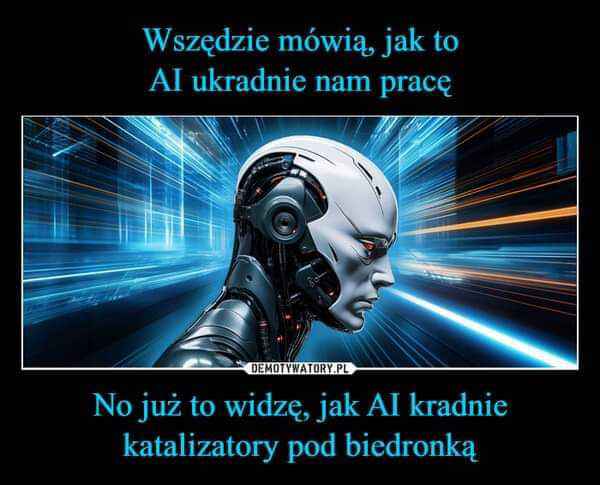 Wszędzie mówią, jak to
AI ukradnie nam pracę
DEMOTYWATORY.PL
No już to widzę, jak AI kradnie
katalizatory pod biedronką